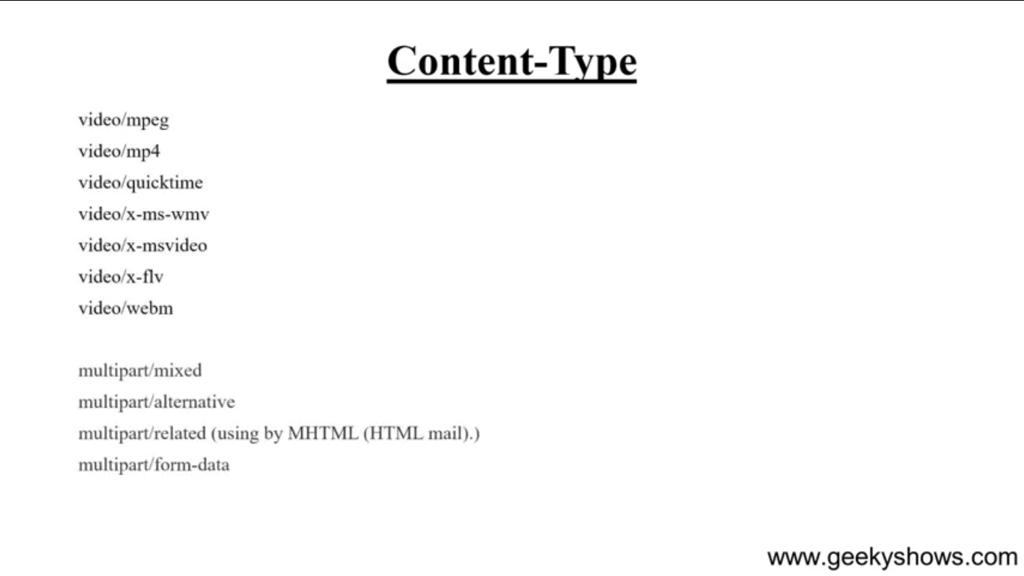 Content-Type
video/mpeg
video/mp4
video/quicktime
video/x-ms-wmv
video/x-msvideo
video/x-flv
video/webm
multipart/mixed
multipart/alternative
multipart/related (using by MHTML (HTML mail).)
multipart/form-data
www.geekyshows.com